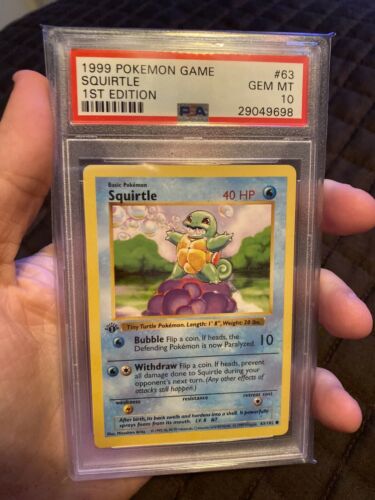 1999 POKEMON GAME #63
SQUIRTLE GEM MT
1ST EDITION PSA 10
29049698
Basic Pokémon
Squirtle 40 HP
Tiny Turtle Pokémon. Length: 1' 8", Weight: 20 lbs.
Bubble Flip a coin. If heads, the
Defending Pokémon is now Paralyzed. 10
Withdraw Flip a coin. If heads, prevent
all damage done to Squirtle during your
opponent's next turn. (Any other effects of
attacks still happen.)
weakness resistance retreat cost
After birth, its back swells and hardens into a shell. Powerfully
sprays foam from its mouth. LV. 8 #7
63/102